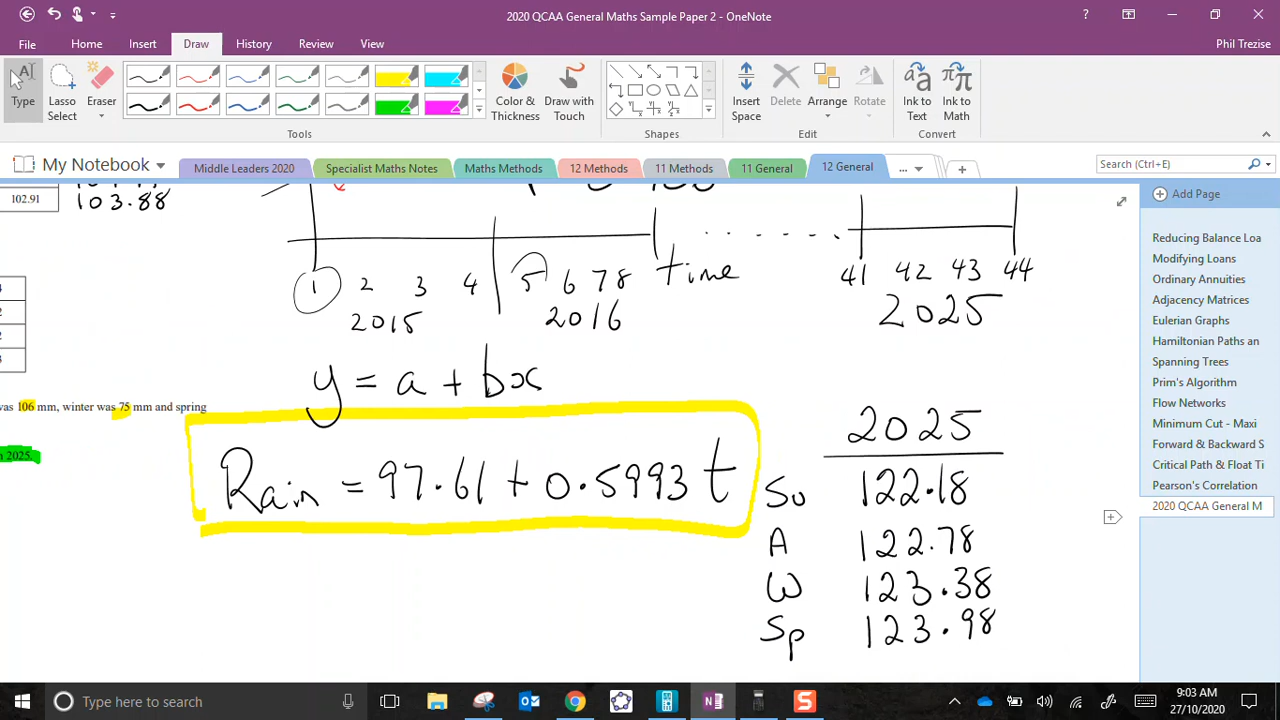 2020 QCAA General Maths Sample Paper 2 - OneNote
?
File Home Insert Draw History Review View
Phil Trezise
Type
Lasso Select
Eraser
Color & Thickness
Draw with Touch
Insert Space
Delete
Arrange
Rotate
Ink to Text
Ink to Math
Tools
Shapes
Edit
Convert
My Notebook
Middle Leaders 2020
Specialist Maths Notes
Maths Methods
12 Methods
11 Methods
11 General
12 General
...
Search (Ctrl+E)
Add Page
Reducing Balance Loa
Modifying Loans
Ordinary Annuities
Adjacency Matrices
Eulerian Graphs
Hamiltonian Paths an
Spanning Trees
Prim's Algorithm
Flow Networks
Minimum Cut - Maxi
Forward & Backward S
Critical Path & Float Ti
Pearson's Correlation
2020 QCAA General M
102.91
103.88
1 2 3 4 5 6 7 8 time 41 42 43 44
2015 2016 2025
y = a + bx
was 106 mm, winter was 75 mm and spring
2025.
Rain = 97.61 + 0.5993 t
2025
Su 122.18
A 122.78
W 123.38
Sp 123.98
Type here to search
9:03 AM
27/10/2020